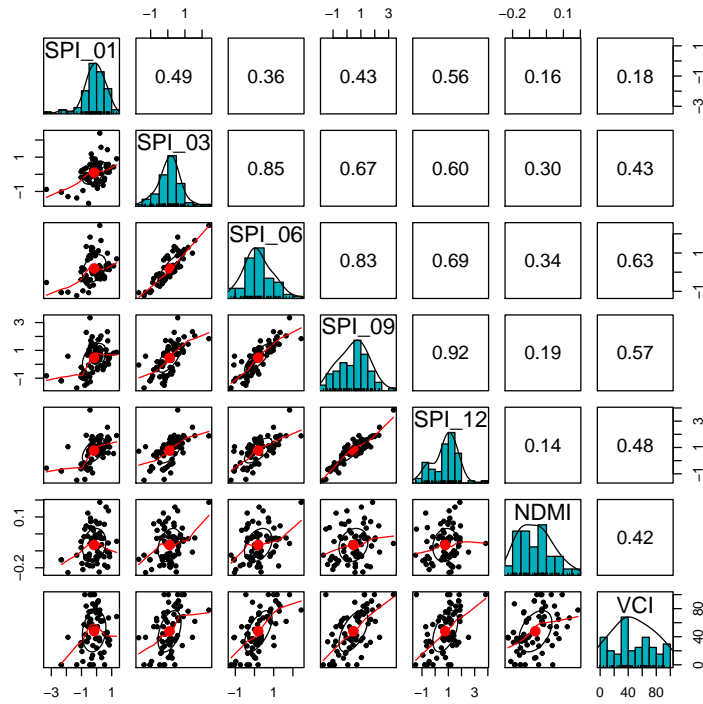 −1 1 −1 1 3 −0.2 0.1
SPI_01 0.49 0.36 0.43 0.56 0.16 0.18
−3 −1 1
−1 1
SPI_03 0.85 0.67 0.60 0.30 0.43
SPI_06 0.83 0.69 0.34 0.63
−1 1
−1 1 3
SPI_09 0.92 0.19 0.57
SPI_12 0.14 0.48
−1 1 3
−0.2 0.1
NDMI 0.42
VCI
0 40 80
−3 −1 1 −1 1 −1 1 3 0 40 80